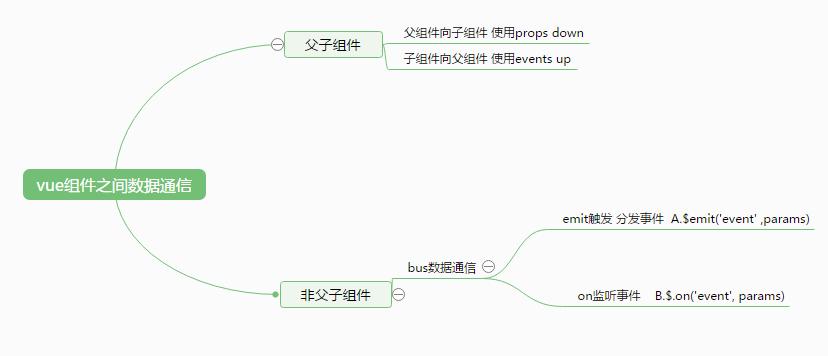 父子组件
父组件向子组件 使用props down
子组件向父组件 使用events up
vue组件之间数据通信
非父子组件
bus数据通信
emit触发 分发事件 A.$emit('event' ,params)
on监听事件 B.$.on('event', params)